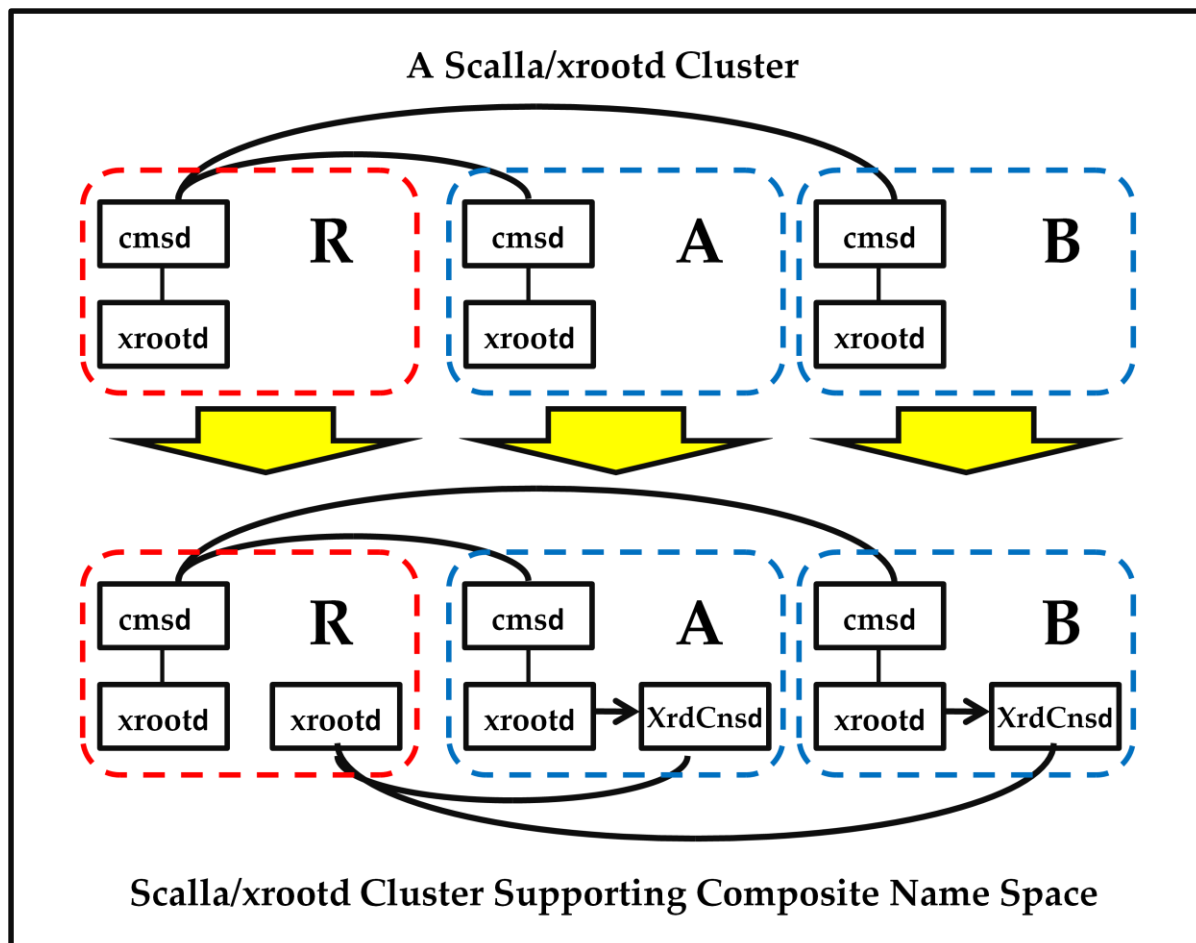 A Scalla/xrootd Cluster
cmsd R cmsd A cmsd B
xrootd xrootd xrootd
cmsd R cmsd A cmsd B
xrootd xrootd xrootd XrdCnsd xrootd XrdCnsd
Scalla/xrootd Cluster Supporting Composite Name Space